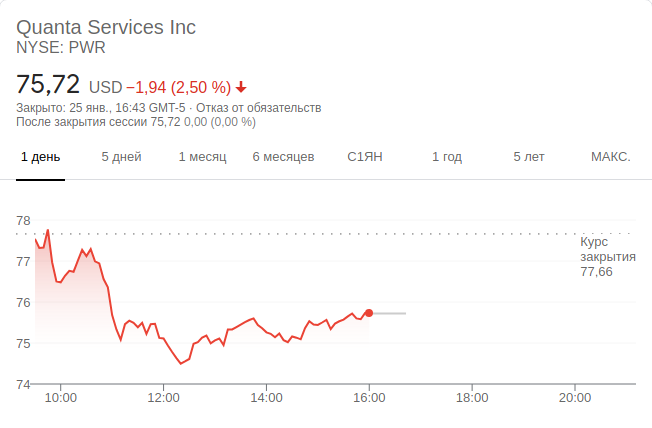 Quanta Services Inc
NYSE: PWR
75,72 USD −1,94 (2,50 %)
Закрыто: 25 янв., 16:43 GMT-5 · Отказ от обязательств
После закрытия сессии 75,72 0,00 (0,00 %)
1 день 5 дней 1 месяц 6 месяцев С1ЯН 1 год 5 лет МАКС.
78
Курс
закрытия
77,66
77
76
75
74
10:00 12:00 14:00 16:00 18:00 20:00